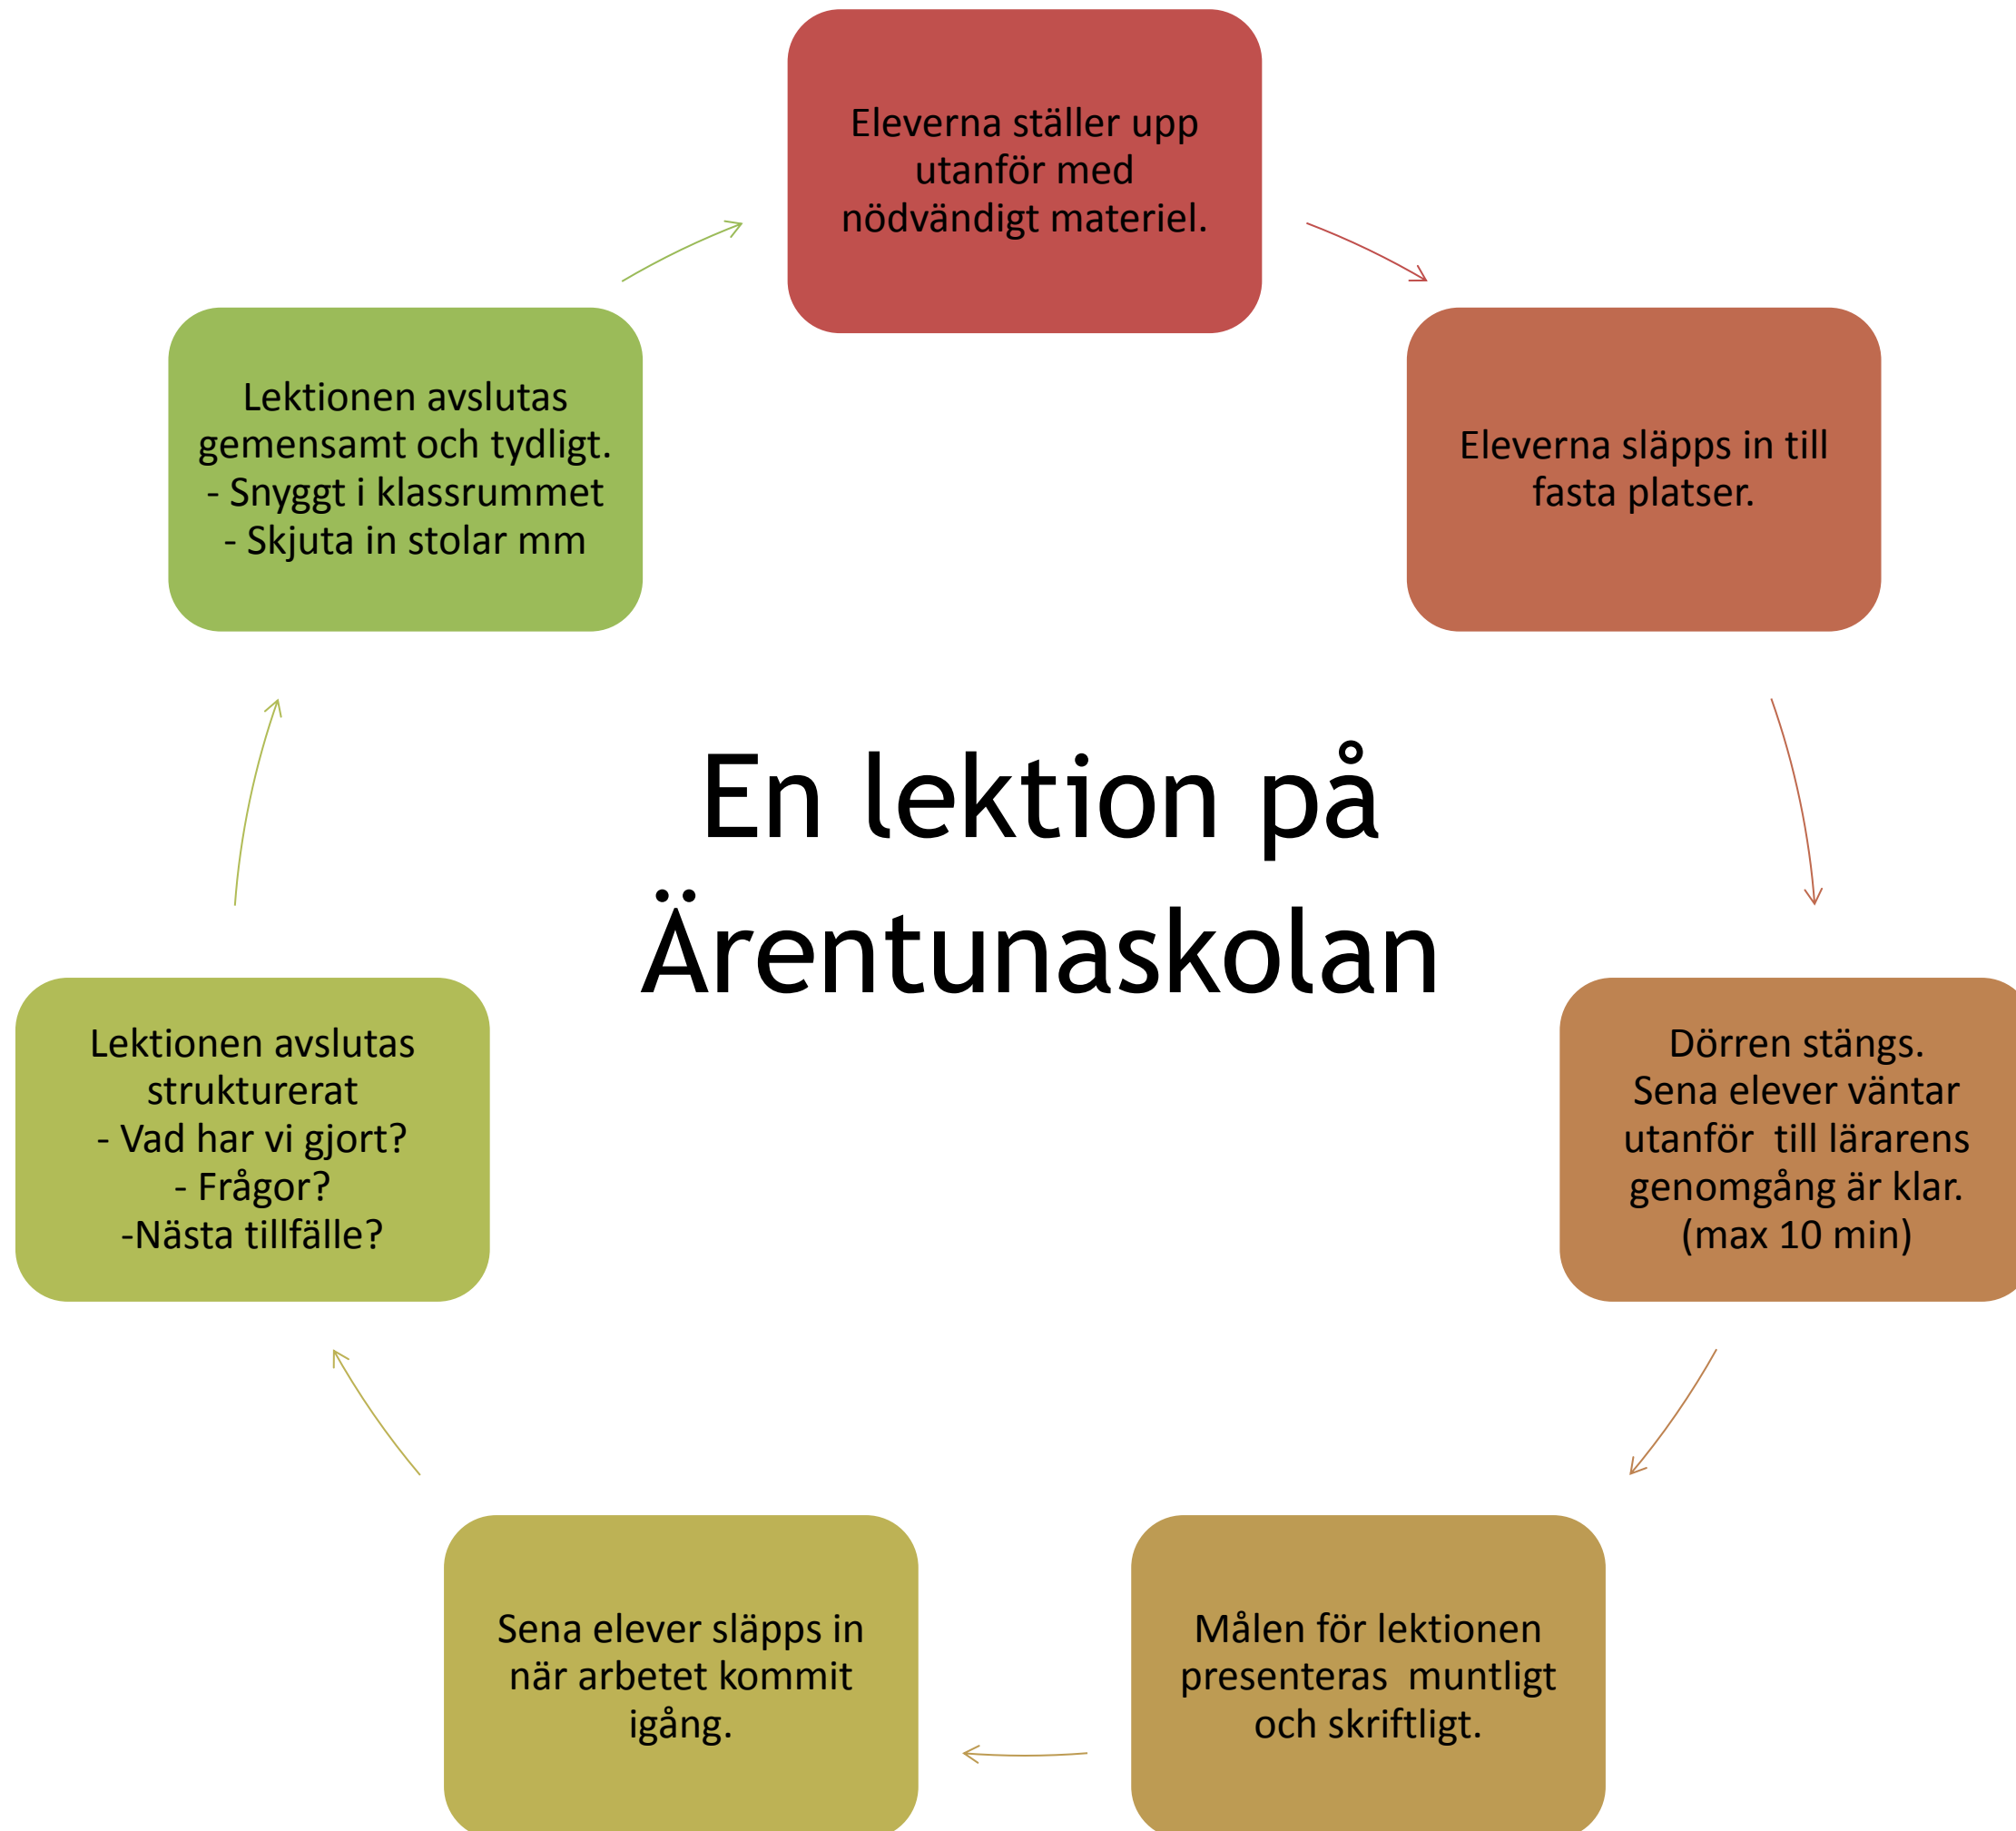 Eleverna ställer upp
utanför med
nödvändigt materiel.
Eleverna släpps in till
fasta platser.
Dörren stängs.
Sena elever väntar
utanför  till lärarens
genomgång är klar.
(max 10 min)
Målen för lektionen
presenteras  muntligt
och skriftligt.
Sena elever släpps in
när arbetet kommit
igång.
Lektionen avslutas
strukturerat
- Vad har vi gjort?
- Frågor?
-Nästa tillfälle?
Lektionen avslutas
gemensamt och tydligt.
- Snyggt i klassrummet
- Skjuta in stolar mm
En lektion på
Ärentunaskolan